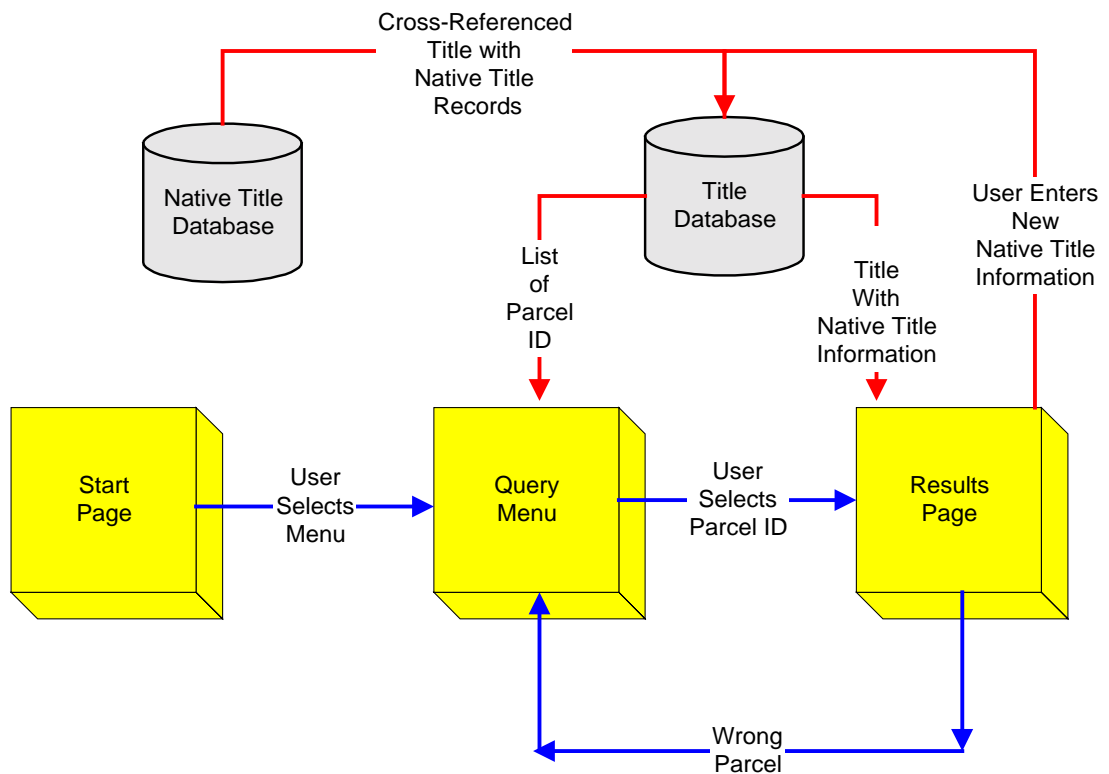 Cross-Referenced
Title with
Native Title
Records
Native Title
Database
Title
Database
User Enters
New
Native Title
Information
List
of
Parcel
ID
Title
With
Native Title
Information
Start
Page
User
Selects
Menu
Query
Menu
User
Selects
Parcel ID
Results
Page
Wrong
Parcel